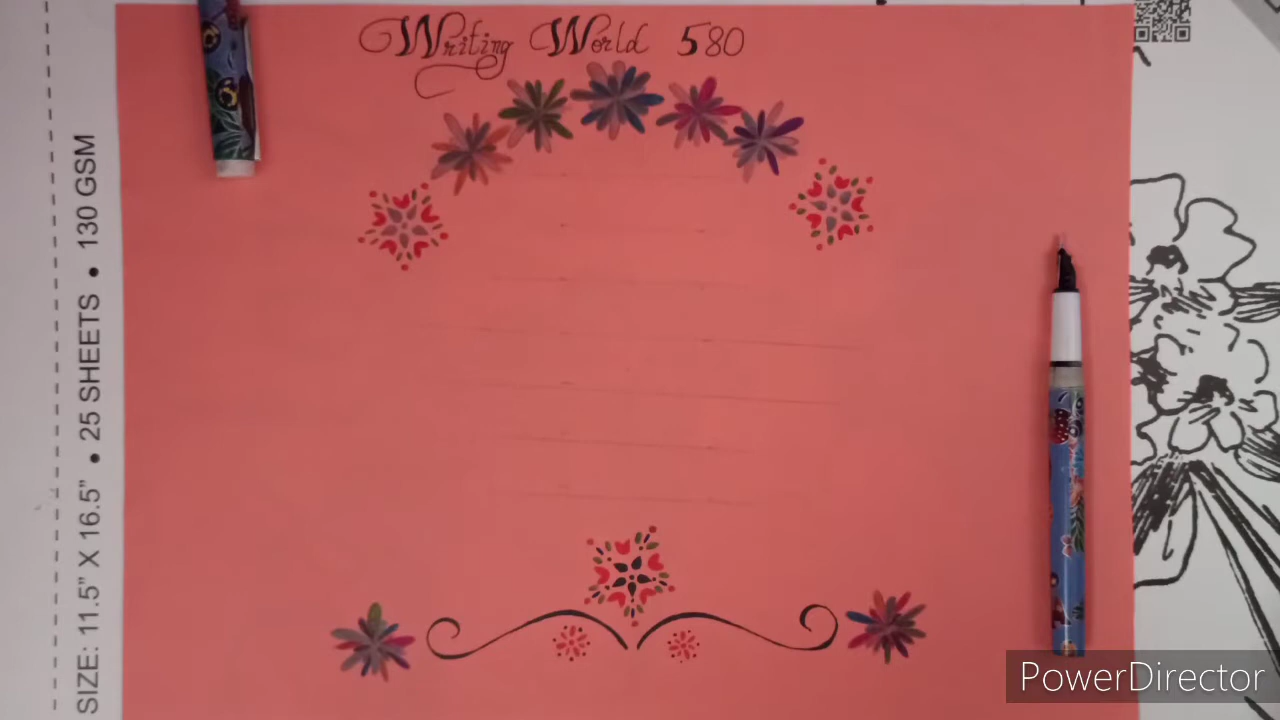 Writing World 580
SIZE: 11.5" X 16.5" • 25 SHEETS • 130 GSM
PowerDirector